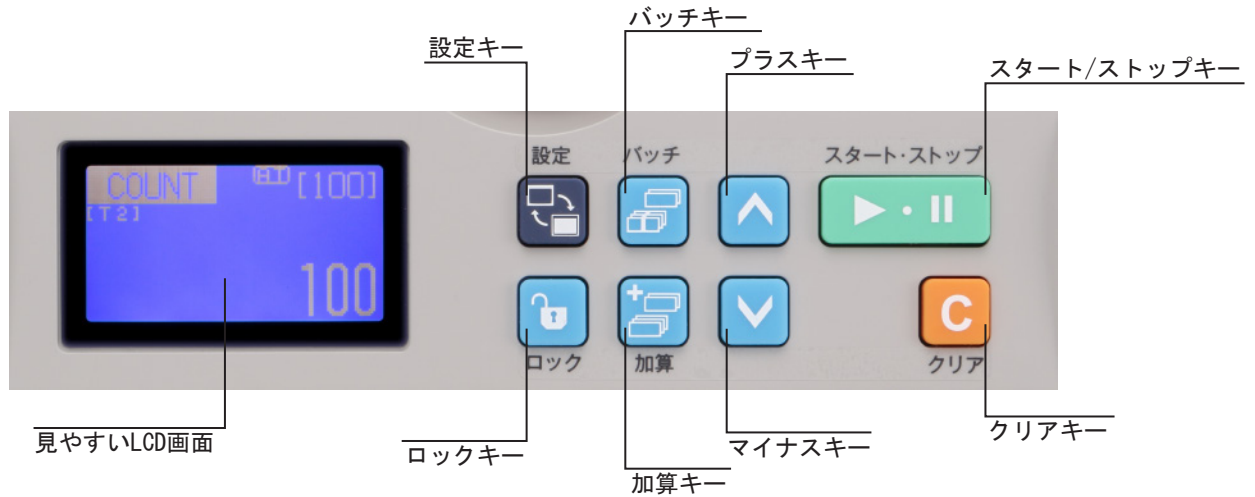 バッチキー
設定キー
プラスキー
スタート/ストップキー
設定
バッチ
スタート・ストップ
COUNT
AI
[100]
[T2]
100
C
ロック
加算
クリア
見やすいLCD画面
ロックキー
加算キー
マイナスキー
クリアキー